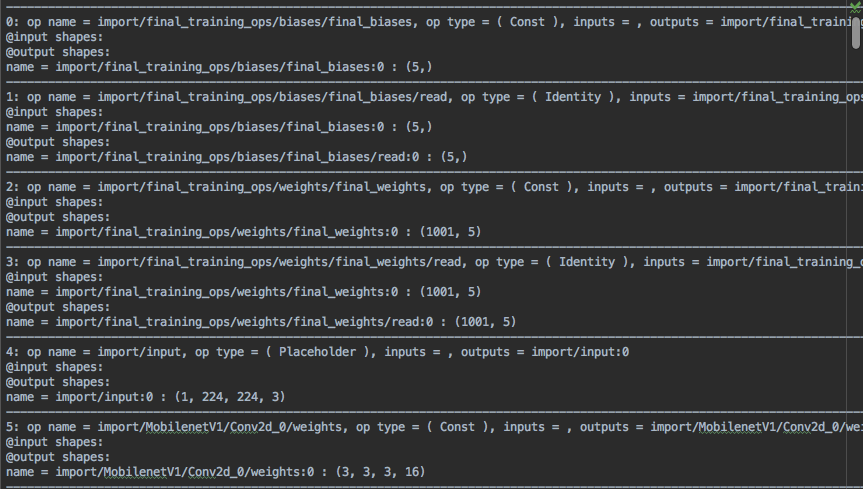 0: op name = import/final_training_ops/biases/final_biases, op type = ( Const ), inputs = , outputs = import/final_training
@input shapes:
@output shapes:
name = import/final_training_ops/biases/final_biases:0 : (5,)
1: op name = import/final_training_ops/biases/final_biases/read, op type = ( Identity ), inputs = import/final_training_ops
@input shapes:
name = import/final_training_ops/biases/final_biases:0 : (5,)
@output shapes:
name = import/final_training_ops/biases/final_biases/read:0 : (5,)
2: op name = import/final_training_ops/weights/final_weights, op type = ( Const ), inputs = , outputs = import/final_traini
@input shapes:
@output shapes:
name = import/final_training_ops/weights/final_weights:0 : (1001, 5)
3: op name = import/final_training_ops/weights/final_weights/read, op type = ( Identity ), inputs = import/final_training_o
@input shapes:
name = import/final_training_ops/weights/final_weights:0 : (1001, 5)
@output shapes:
name = import/final_training_ops/weights/final_weights/read:0 : (1001, 5)
4: op name = import/input, op type = ( Placeholder ), inputs = , outputs = import/input:0
@input shapes:
@output shapes:
name = import/input:0 : (1, 224, 224, 3)
5: op name = import/MobilenetV1/Conv2d_0/weights, op type = ( Const ), inputs = , outputs = import/MobilenetV1/Conv2d_0/wei
@input shapes:
@output shapes:
name = import/MobilenetV1/Conv2d_0/weights:0 : (3, 3, 3, 16)